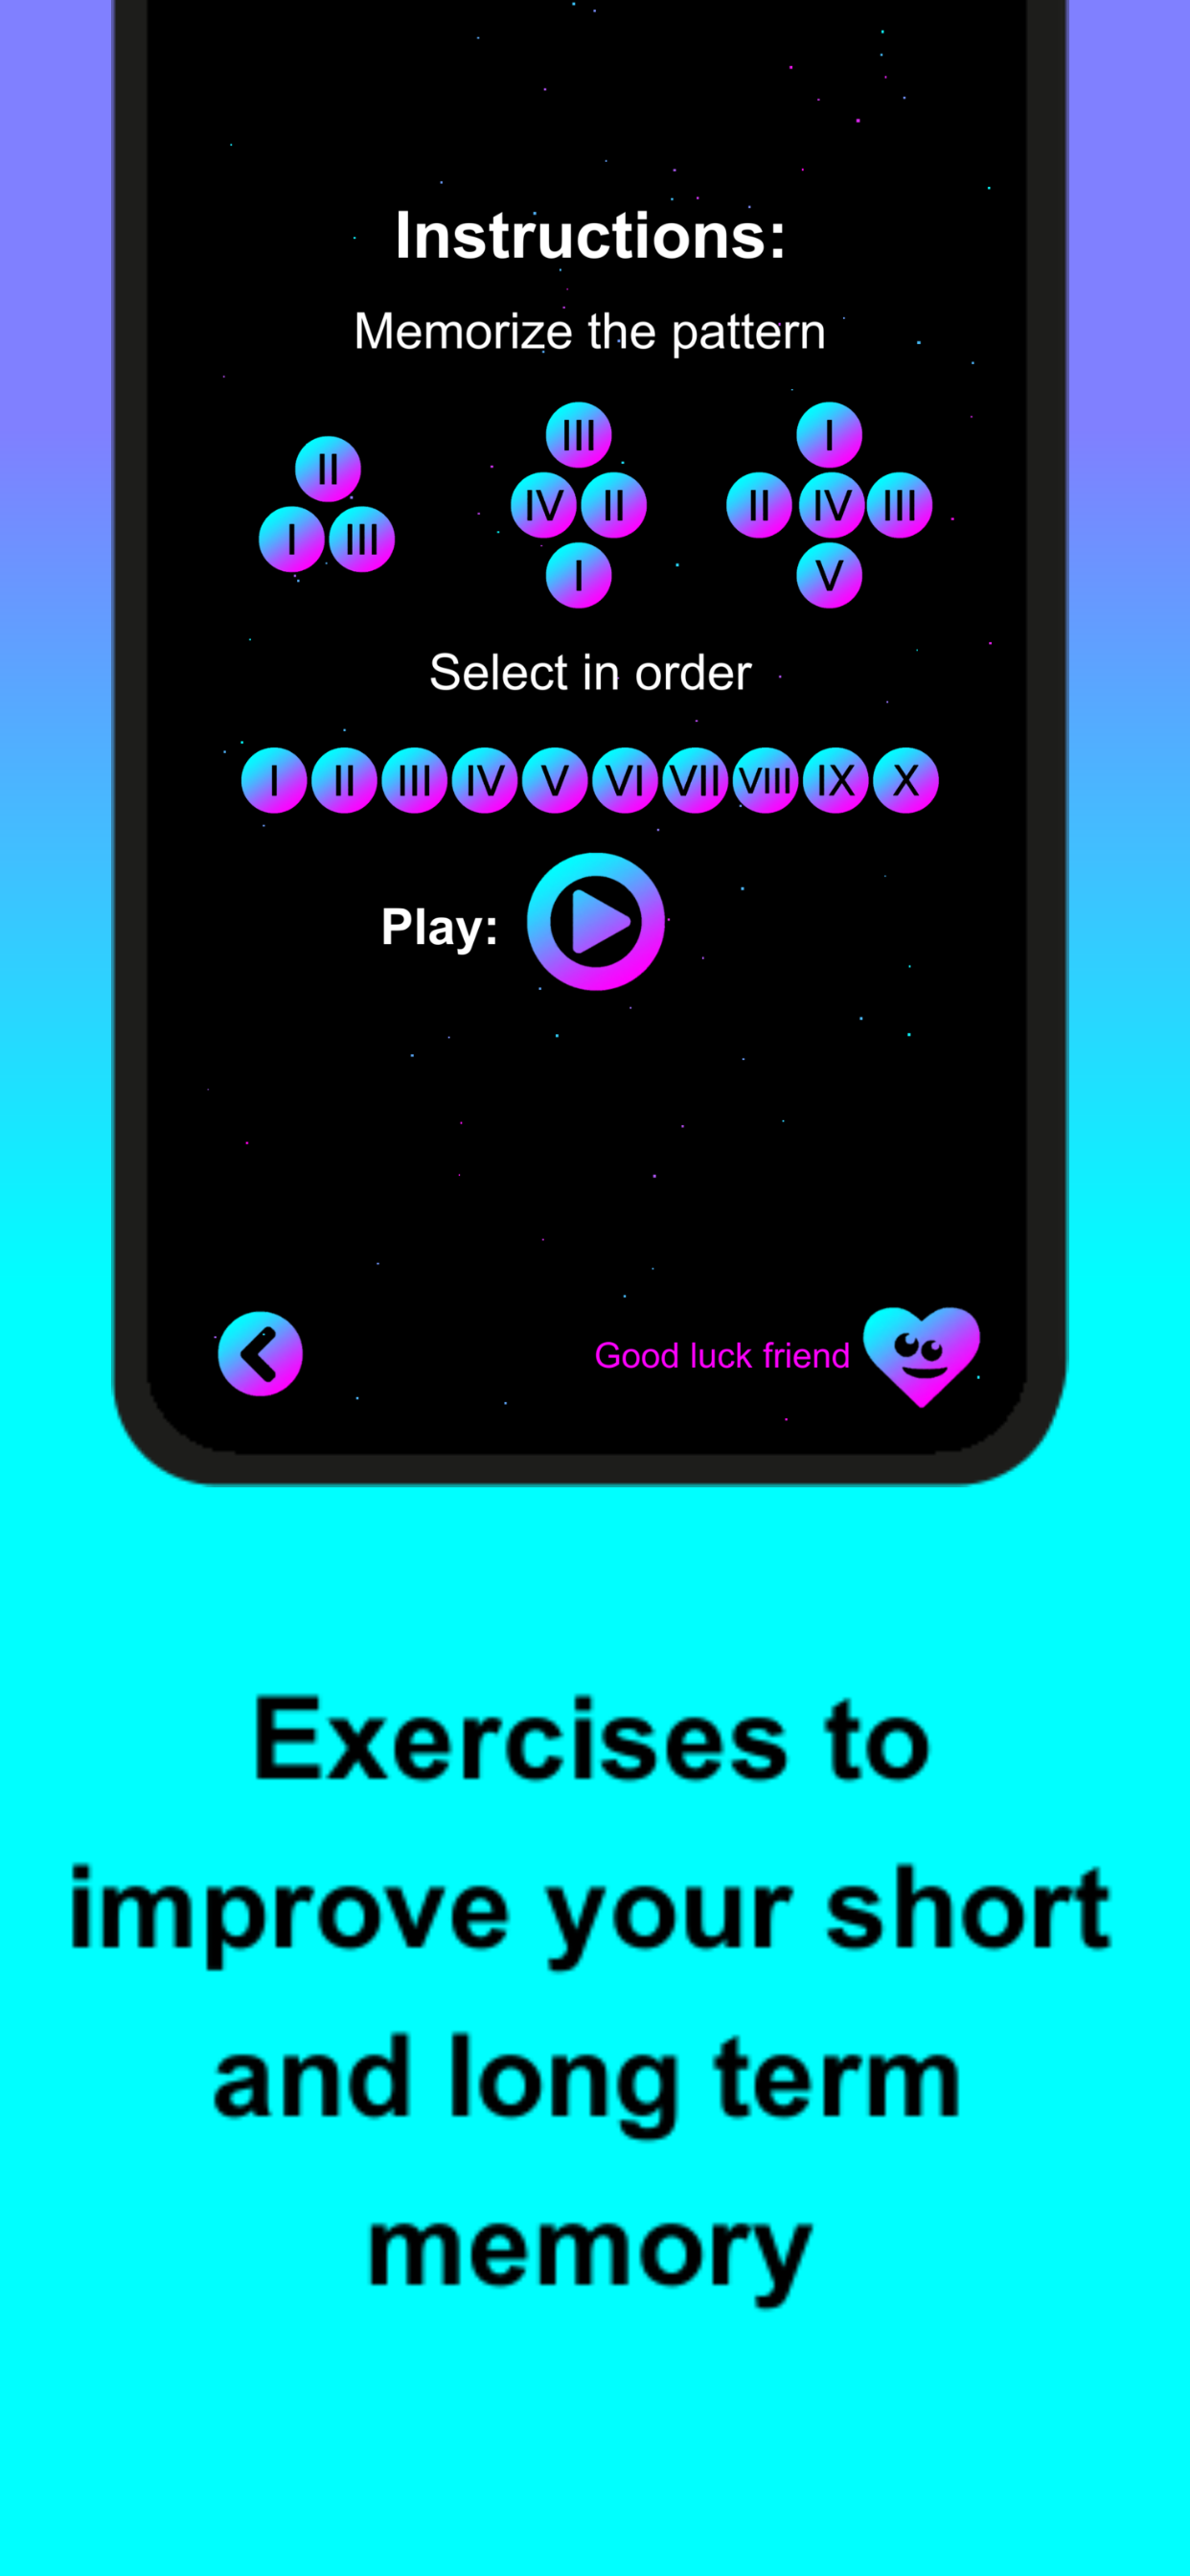 Instructions:
Memorize the pattern
III I
II
IV II II IV III
I III
I V
Select in order
I II III IV V VI VII VIII IX X
Play:
Good luck friend
Exercises to
improve your short
and long term
memory